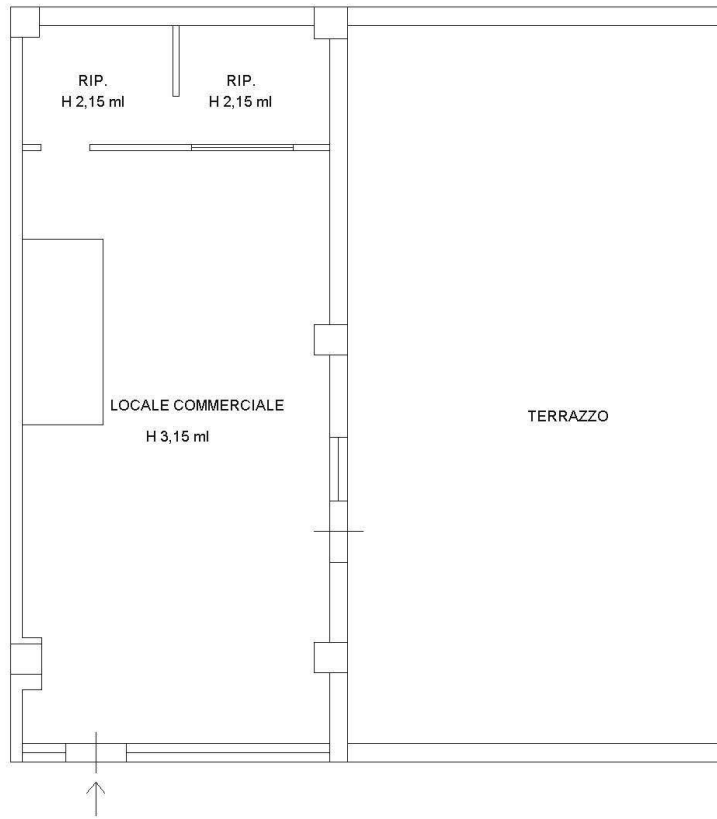 RIP.
H 2,15 ml
RIP.
H 2,15 ml
LOCALE COMMERCIALE
H 3,15 ml
TERRAZZO